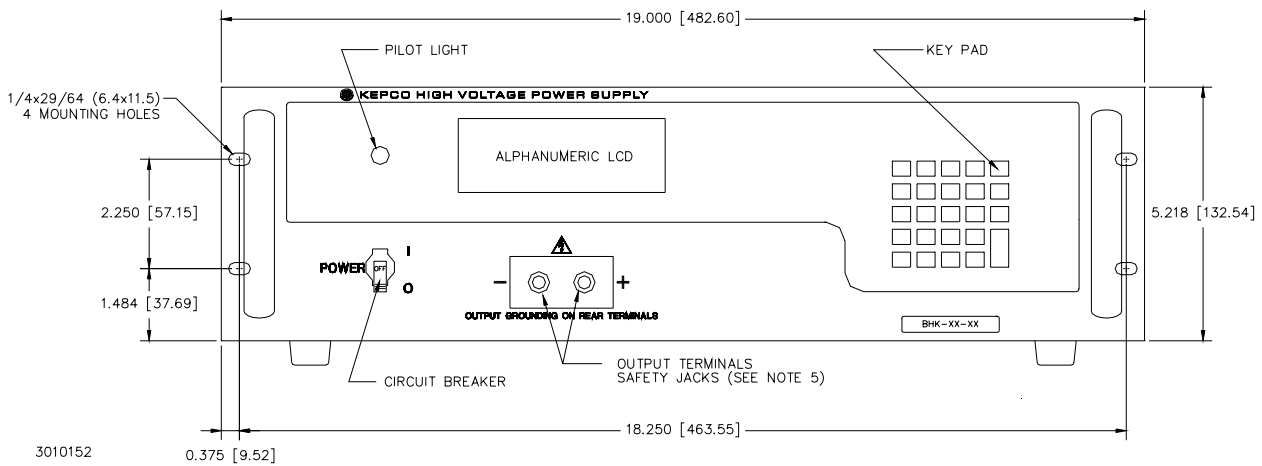 19.000 [482.60]
PILOT LIGHT
KEY PAD
1/4x29/64 (6.4x11.5)
4 MOUNTING HOLES
KEPCO HIGH VOLTAGE POWER SUPPLY
ALPHANUMERIC LCD
2.250 [57.15]
5.218 [132.54]
I
POWER
OFF
O
- +
1.484 [37.69]
OUTPUT GROUNDING ON REAR TERMINALS
BHK-XX-XX
CIRCUIT BREAKER
OUTPUT TERMINALS
SAFETY JACKS (SEE NOTE 5)
18.250 [463.55]
3010152
0.375 [9.52]